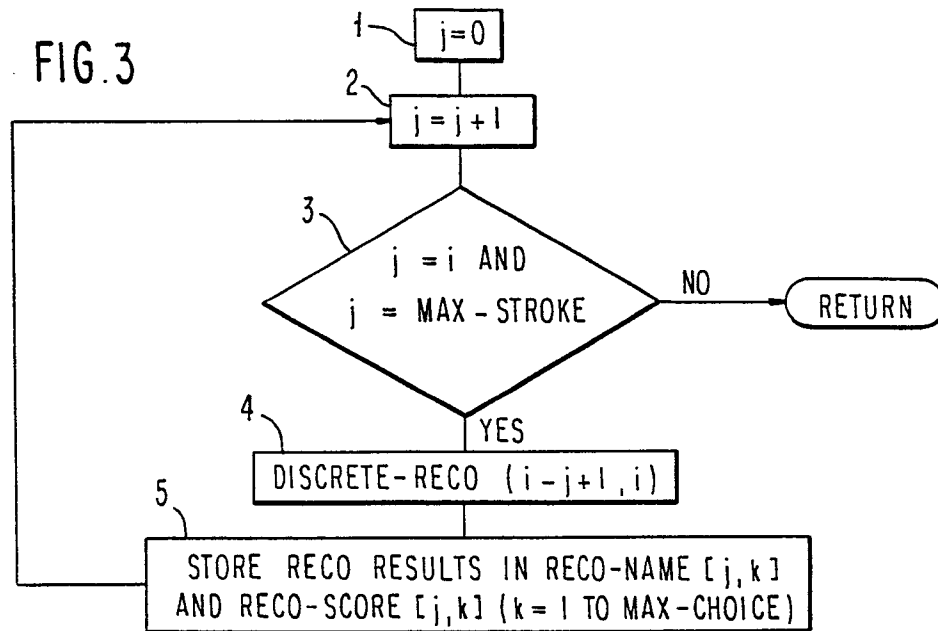 FIG.3
1
j=0
2
j = j + 1
3
j = i AND
j = MAX-STROKE
NO
RETURN
YES
4
DISCRETE-RECO (i-j+1,i)
5
STORE RECO RESULTS IN RECO-NAME [j,k]
AND RECO-SCORE [j,k] (k=1 TO MAX-CHOICE)